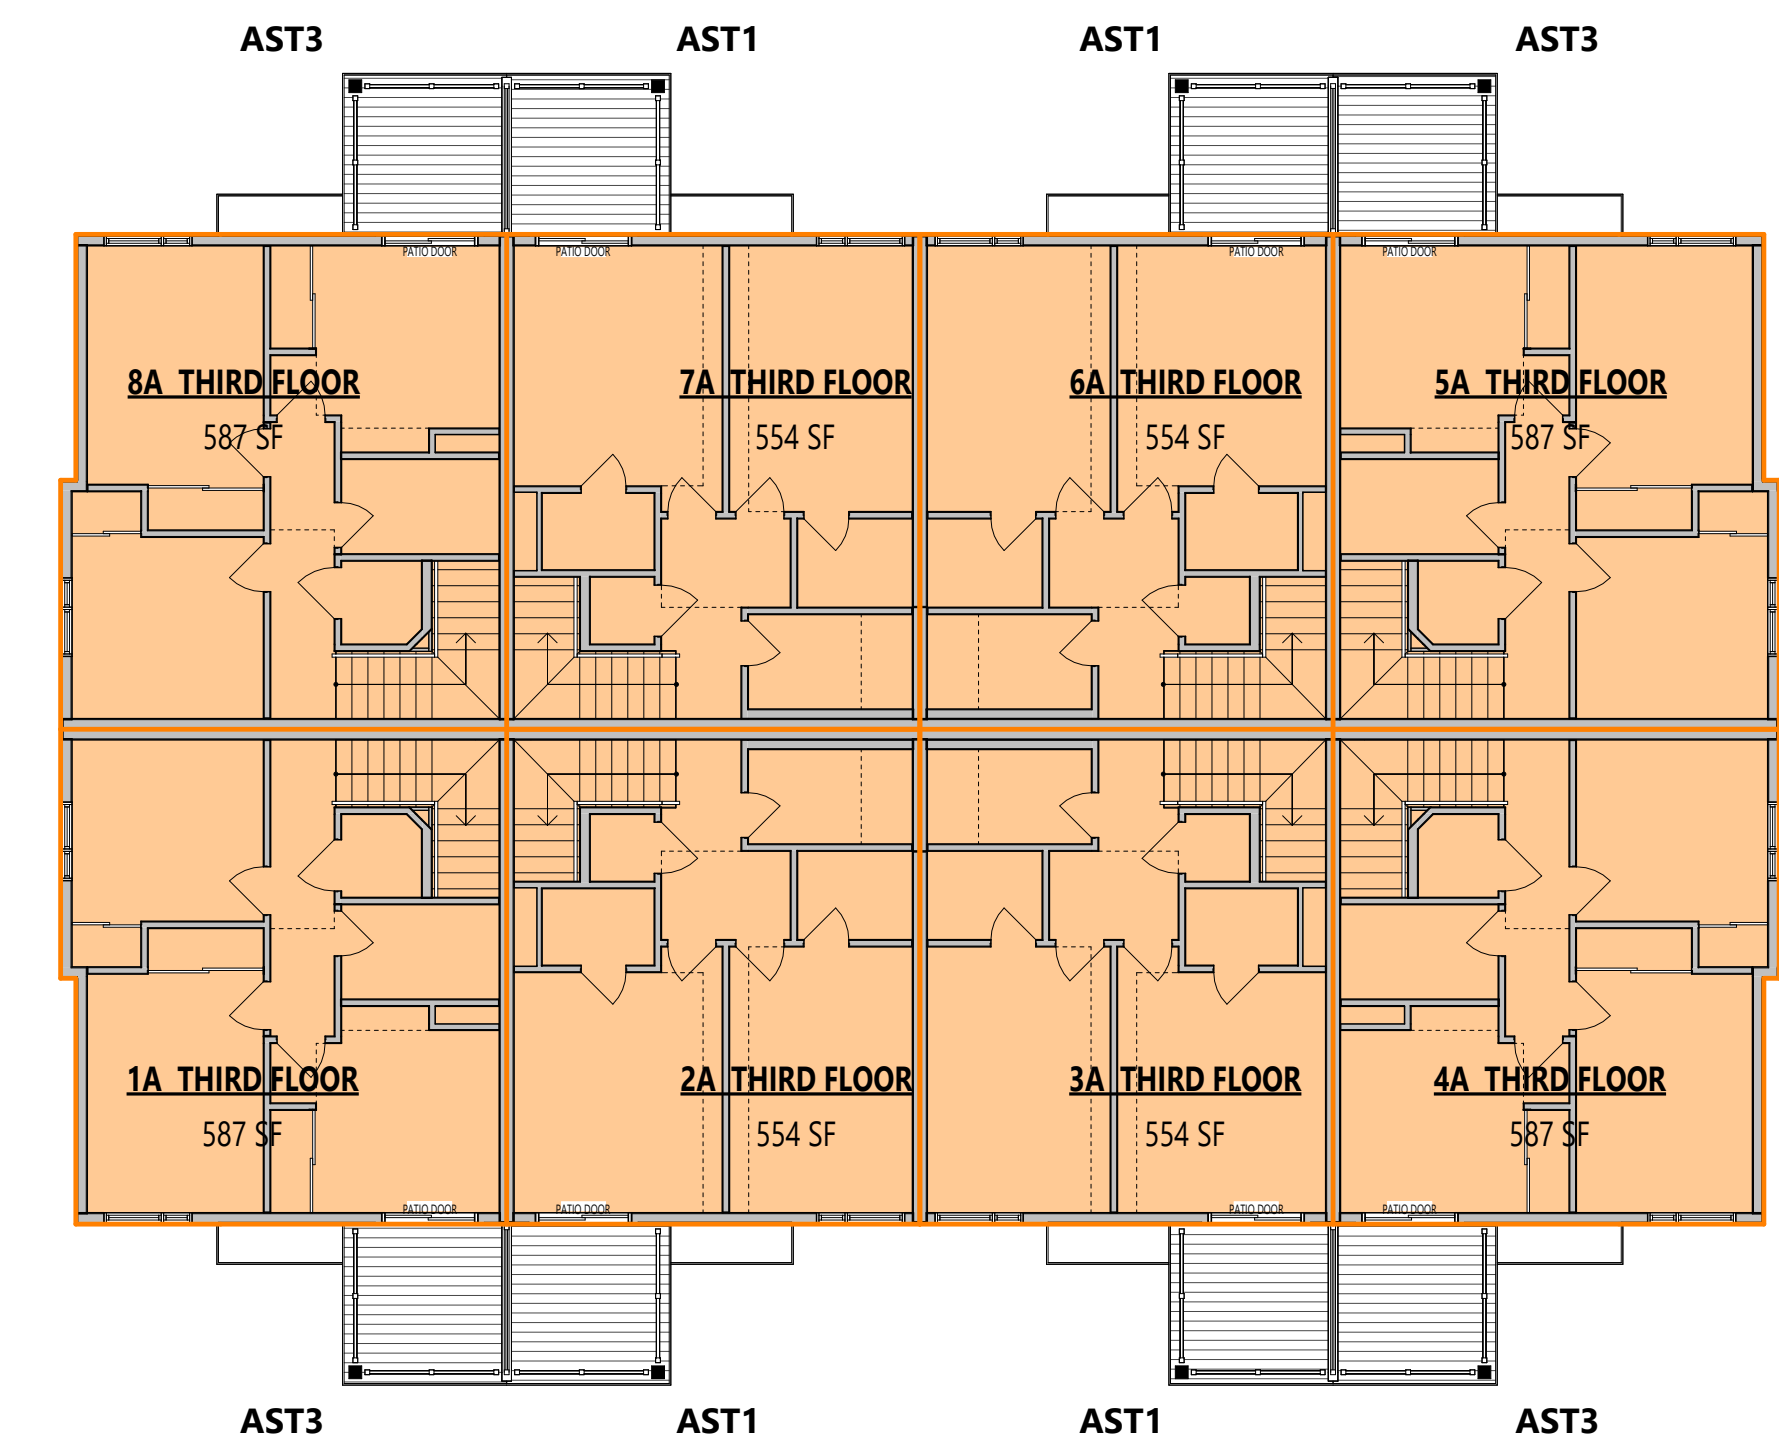 AST3 AST1 AST1 AST3
PATIO DOOR PATIO DOOR PATIO DOOR PATIO DOOR
8A THIRD FLOOR 7A THIRD FLOOR 6A THIRD FLOOR 5A THIRD FLOOR
587 SF 554 SF 554 SF 587 SF
1A THIRD FLOOR 2A THIRD FLOOR 3A THIRD FLOOR 4A THIRD FLOOR
587 SF 554 SF 554 SF 587 SF
PATIO DOOR PATIO DOOR PATIO DOOR PATIO DOOR
AST3 AST1 AST1 AST3